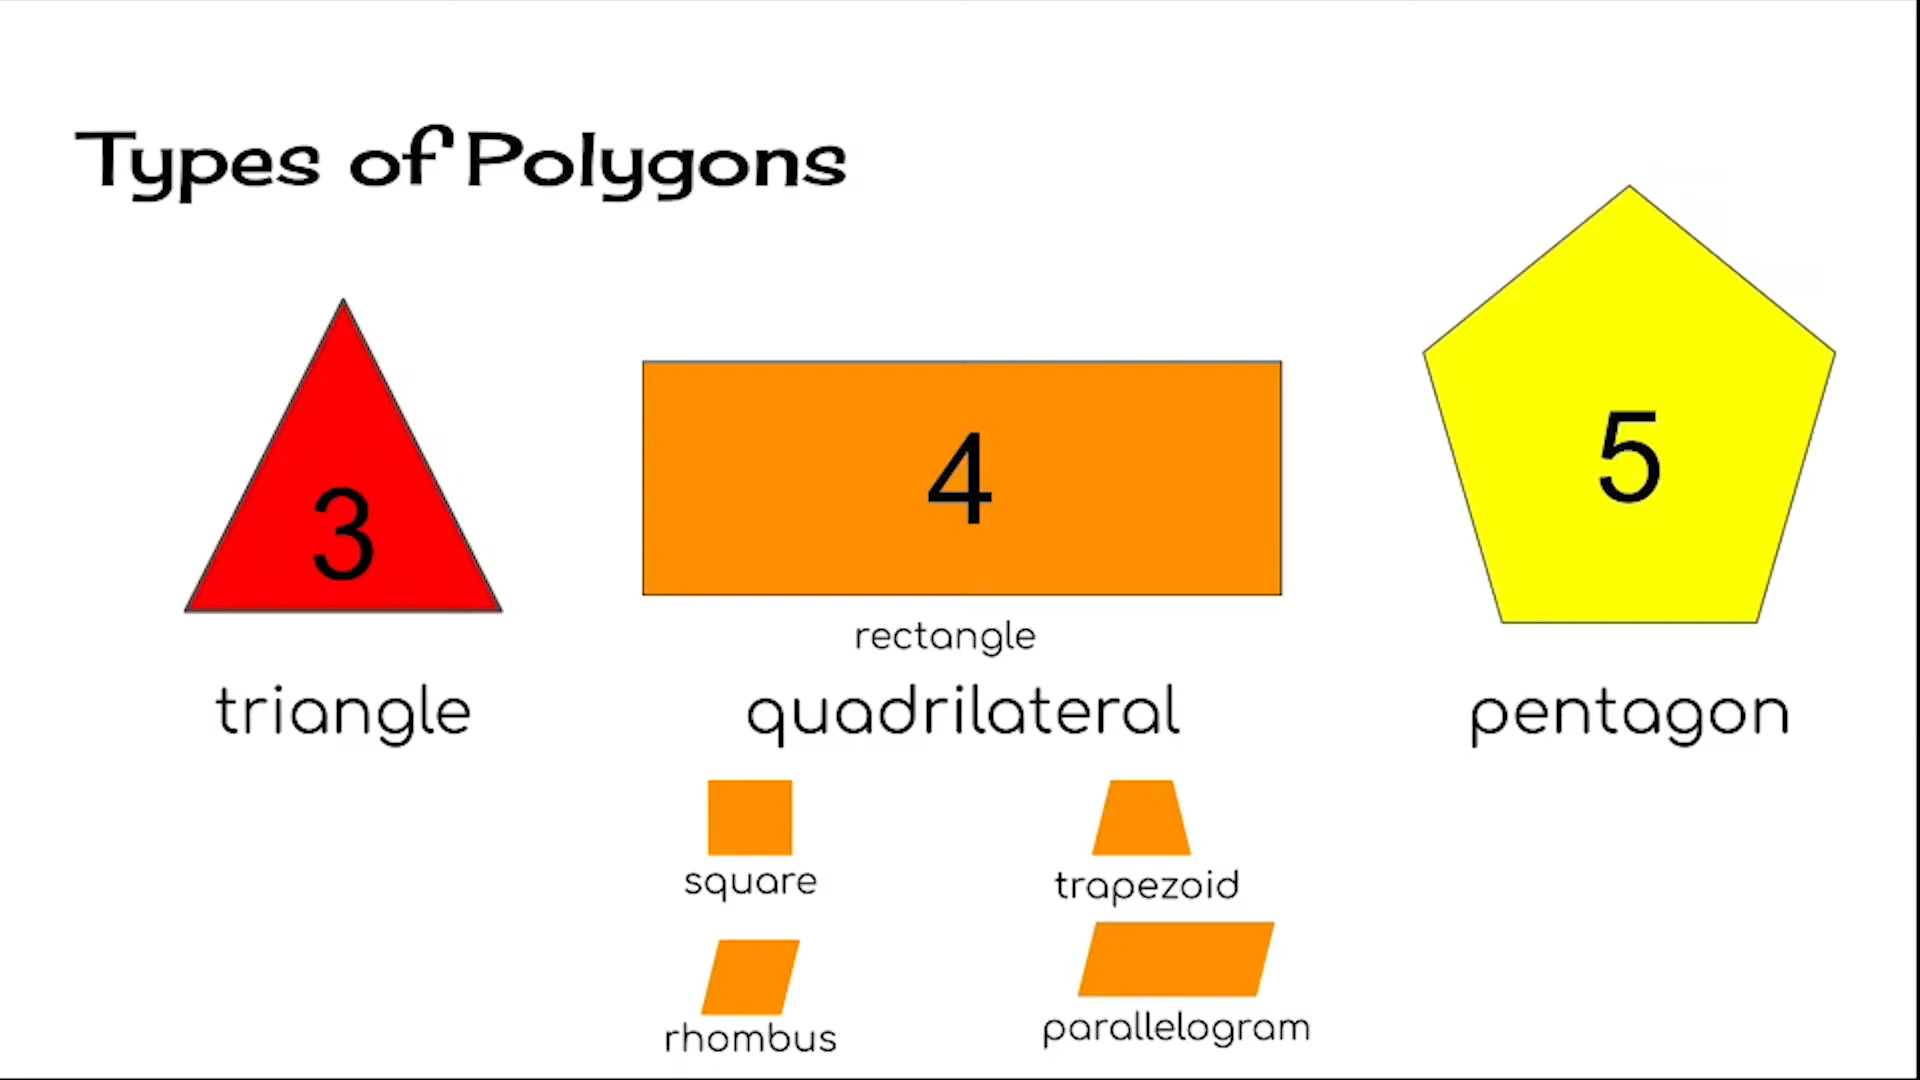 Types of Polygons
3
4
5
rectangle
triangle
quadrilateral
pentagon
square
trapezoid
rhombus
parallelogram